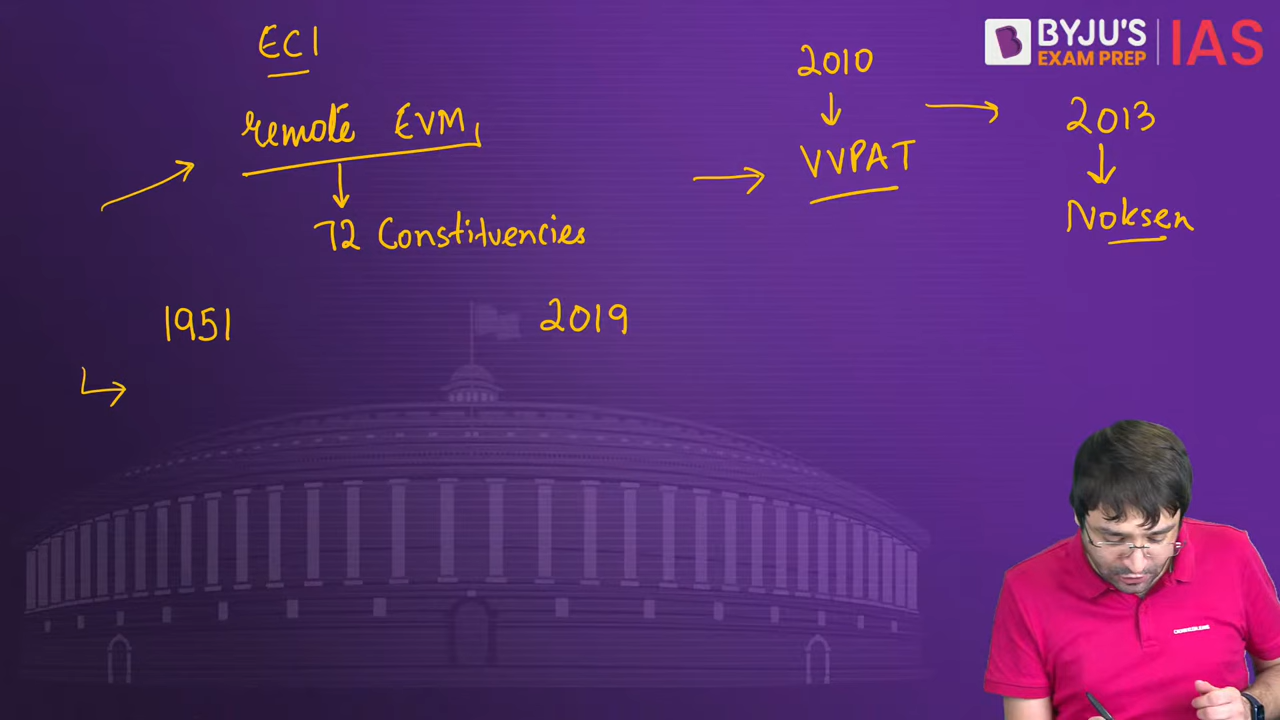 ECI
remote EVM,
72 Constituencies
1951
2019
2010
VVPAT
2013
Noksen
BYJU'S
EXAM PREP
IAS